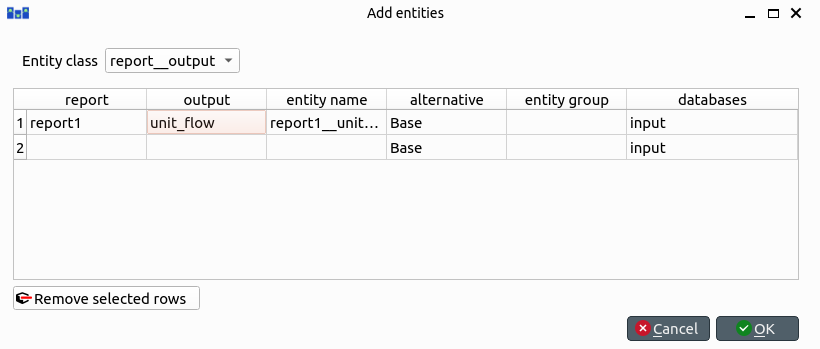 Add entities
Entity class report__output
report output entity name alternative entity group databases
1 report1 unit_flow report1__unit... Base input
2 Base input
Remove selected rows
Cancel OK